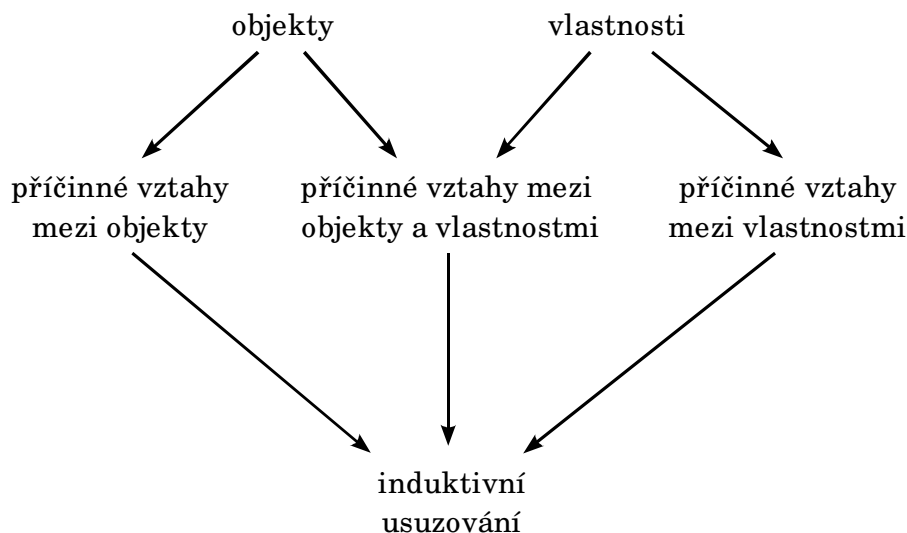 objekty
vlastnosti
příčinné vztahy
mezi objekty
příčinné vztahy mezi
objekty a vlastnostmi
příčinné vztahy
mezi vlastnostmi
induktivní
usuzování